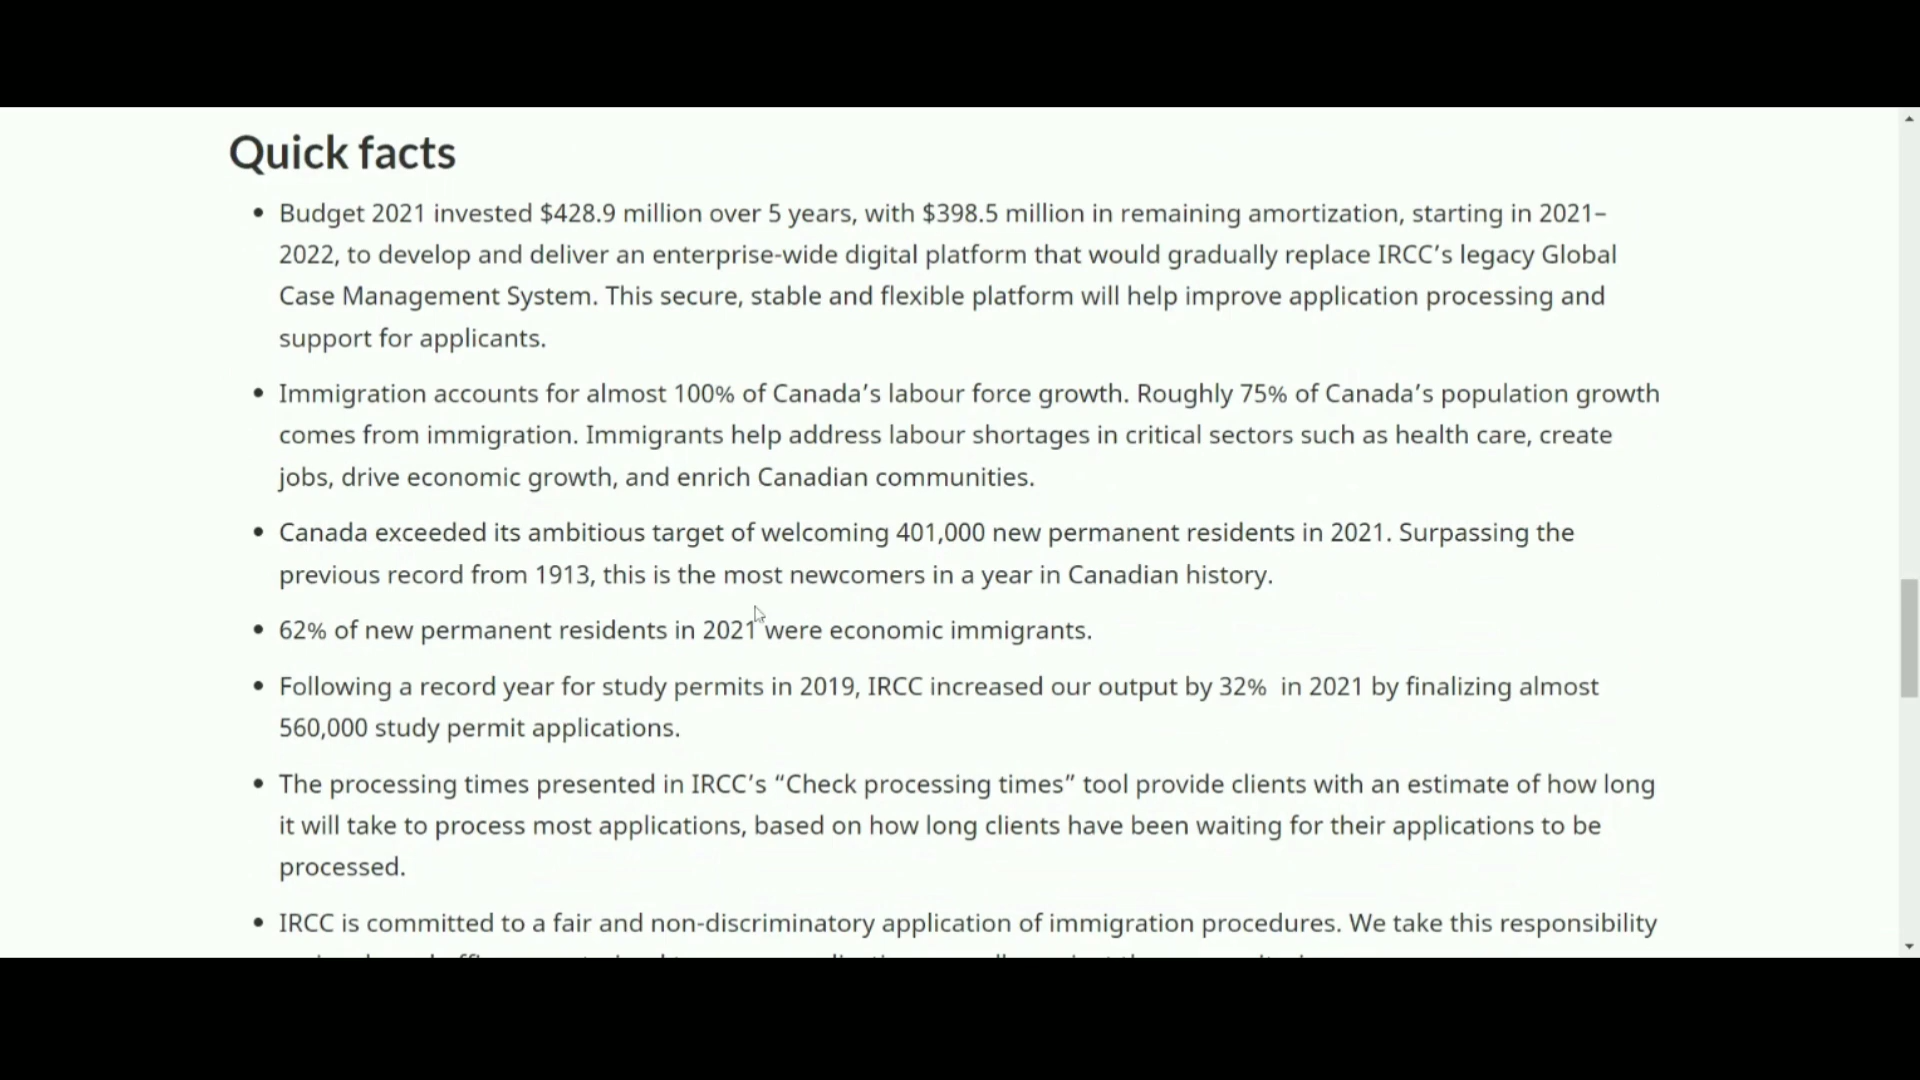 Quick facts
Budget 2021 invested $428.9 million over 5 years, with $398.5 million in remaining amortization, starting in 2021–
2022, to develop and deliver an enterprise-wide digital platform that would gradually replace IRCC’s legacy Global
Case Management System. This secure, stable and flexible platform will help improve application processing and
support for applicants.
Immigration accounts for almost 100% of Canada’s labour force growth. Roughly 75% of Canada’s population growth
comes from immigration. Immigrants help address labour shortages in critical sectors such as health care, create
jobs, drive economic growth, and enrich Canadian communities.
Canada exceeded its ambitious target of welcoming 401,000 new permanent residents in 2021. Surpassing the
previous record from 1913, this is the most newcomers in a year in Canadian history.
62% of new permanent residents in 2021 were economic immigrants.
Following a record year for study permits in 2019, IRCC increased our output by 32%  in 2021 by finalizing almost
560,000 study permit applications.
The processing times presented in IRCC’s “Check processing times” tool provide clients with an estimate of how long
it will take to process most applications, based on how long clients have been waiting for their applications to be
processed.
IRCC is committed to a fair and non-discriminatory application of immigration procedures. We take this responsibility